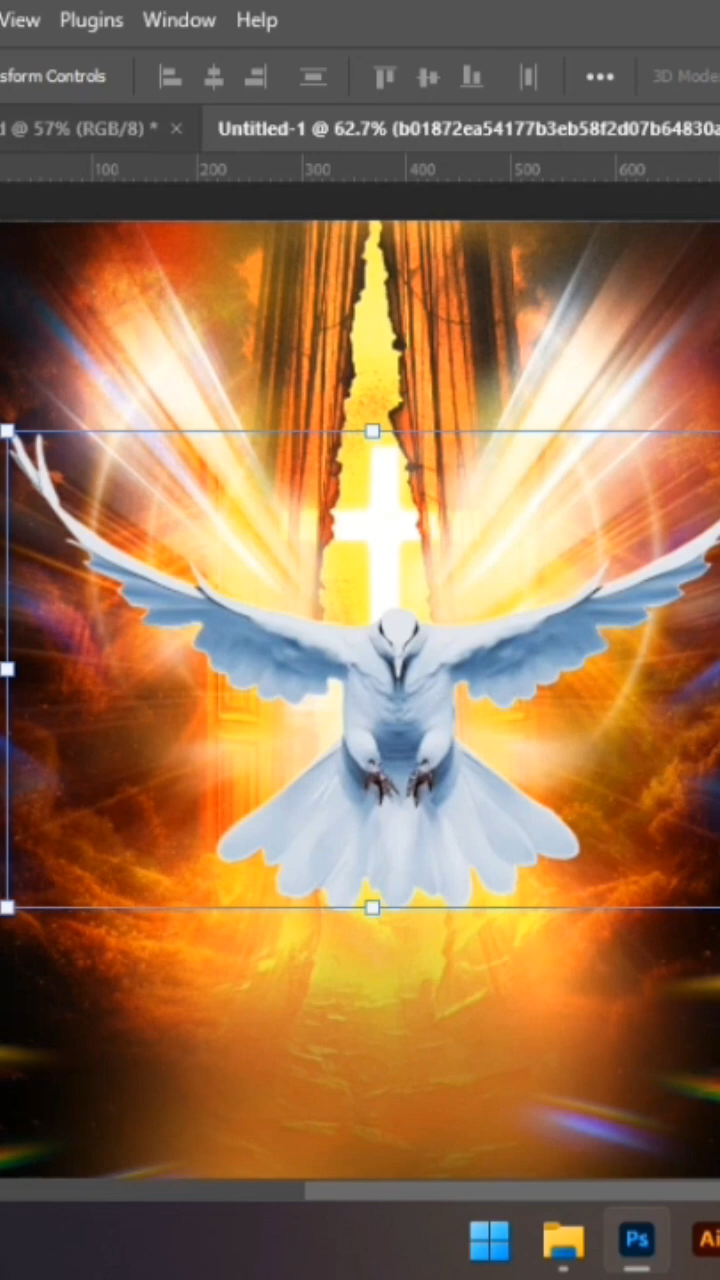 View Plugins Window Help
sform Controls
3D Mode
d @ 57% (RGB/8) * × Untitled-1 @ 62.7% (b01872ea54177b3eb58f2d07b64830a
100 200 300 400 500 600
Ps Ai